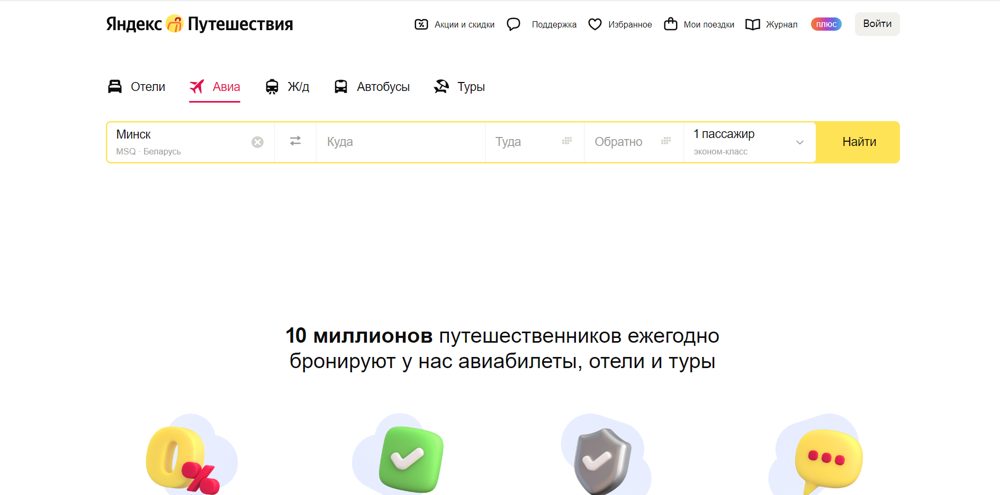 Яндекс Путешествия
Акции и скидки
Поддержка
Избранное
Мои поездки
Журнал
плюс
Войти
Отели
Авиа
Ж/д
Автобусы
Туры
Минск
MSQ · Беларусь
Куда
Туда
Обратно
1 пассажир
эконом-класс
Найти
10 миллионов путешественников ежегодно
бронируют у нас авиабилеты, отели и туры
0%